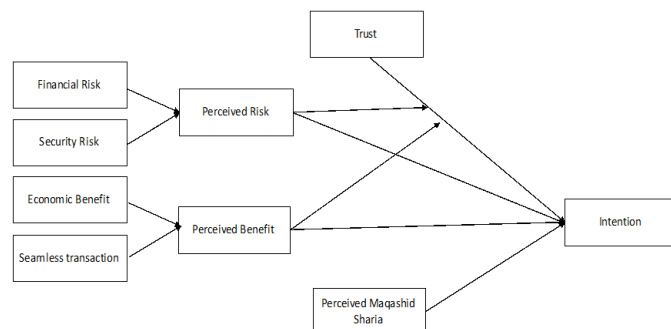 Trust
Financial Risk
Perceived Risk
Security Risk
Economic Benefit
Perceived Benefit
Intention
Seamless transaction
Perceived Maqashid
Sharia